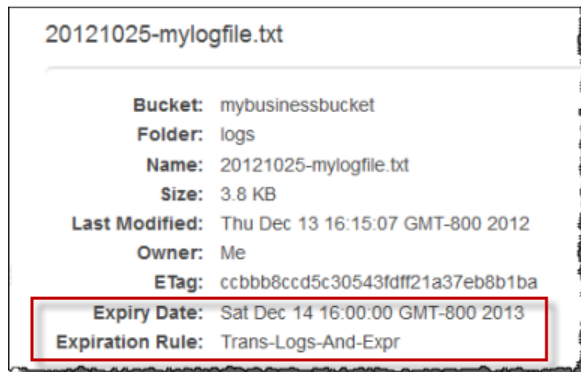 20121025-mylogfile.txt
Bucket: mybusinessbucket
Folder: logs
Name: 20121025-mylogfile.txt
Size: 3.8 KB
Last Modified: Thu Dec 13 16:15:07 GMT-800 2012
Owner: Me
ETag: ccbbb8ccd5c30543fdff21a37eb8b1ba
Expiry Date: Sat Dec 14 16:00:00 GMT-800 2013
Expiration Rule: Trans-Logs-And-Expr